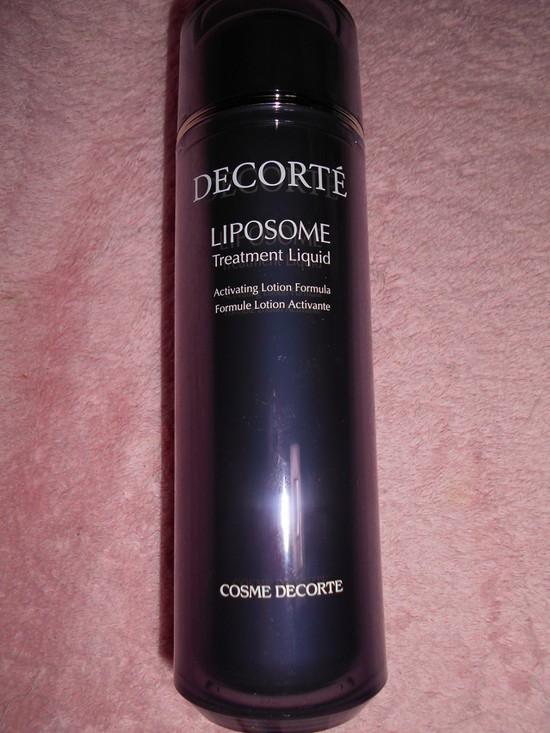 DECORTÉ
LIPOSOME
Treatment Liquid
Activating Lotion Formula
Formule Lotion Activante
COSME DECORTE